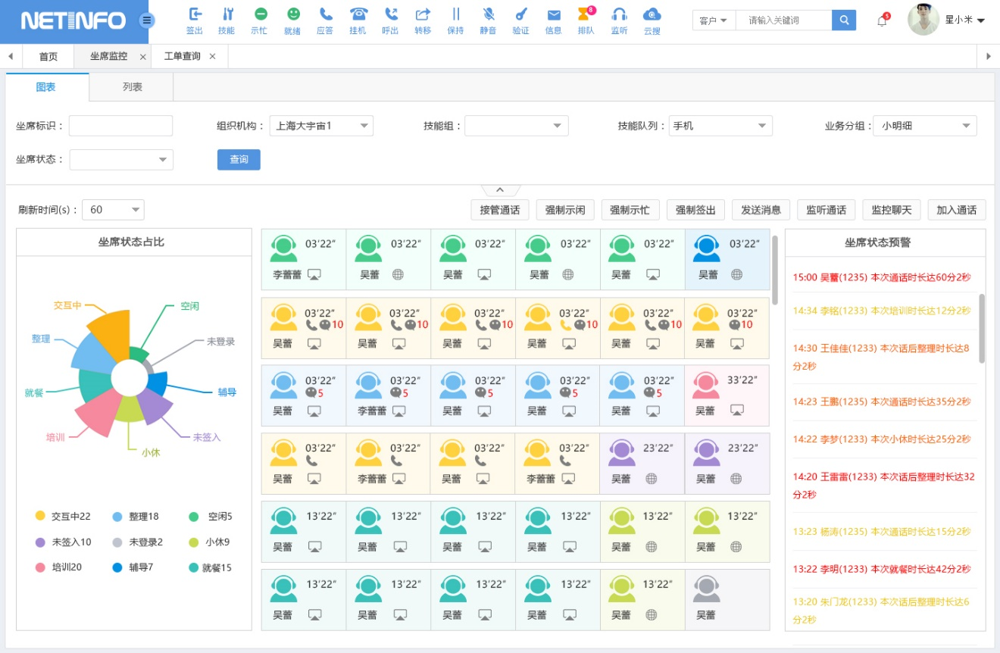 NETINFO
签出 技能 示忙 就绪 应答 挂机 呼出 转移 保持 静音 验证 信息 排队 8 监听 云搜
客户 请输入关键词 5 星小米
首页 坐席监控 × 工单查询 ×
图表 列表
坐席标识： 组织机构： 上海大宇宙1 技能组： 技能队列： 手机 业务分组： 小明细
坐席状态： 查询
刷新时间(s)： 60 接管通话 强制示闲 强制示忙 强制签出 发送消息 监听通话 监控聊天 加入通话
坐席状态占比
交互中 空闲
整理 未登录
就餐 辅导
培训 未签入
小休
交互中22 整理18 空闲5
未签入10 未登录2 小休9
培训20 辅导7 就餐15
03’22” 03’22” 03’22” 03’22” 03’22” 03’22”
李蕾蕾 吴蕾 吴蕾 吴蕾 吴蕾 吴蕾
03’22” 03’22” 03’22” 03’22” 03’22” 03’22”
10 10 10 10 10 10
吴蕾 吴蕾 吴蕾 吴蕾 吴蕾 吴蕾
03’22” 03’22” 03’22” 03’22” 03’22” 33’22”
5 5 5 5 5
吴蕾 李蕾蕾 吴蕾 吴蕾 吴蕾 吴蕾
03’22” 03’22” 03’22” 03’22” 23’22” 23’22”
吴蕾 李蕾蕾 吴蕾 李蕾蕾 吴蕾 吴蕾
13’22” 13’22” 13’22” 13’22” 13’22” 13’22”
吴蕾 吴蕾 吴蕾 吴蕾 吴蕾 吴蕾
13’22” 13’22” 13’22” 13’22” 13’22”
吴蕾 吴蕾 吴蕾 吴蕾 吴蕾 吴蕾
坐席状态预警
15:00 吴蕾(1235) 本次通话时长达60分2秒
14:34 李铭(1233) 本次培训时长达12分2秒
14:30 王佳佳(1233) 本次话后整理时长达8
分2秒
14:23 王鹏(1235) 本次通话时长达35分2秒
14:22 李梦(1233) 本次小休时长达25分2秒
14:20 王雷雷(1233) 本次话后整理时长达32
分2秒
13:23 杨涛(1235) 本次通话时长达15分2秒
13:22 李明(1233) 本次就餐时长达42分2秒
13:20 朱门龙(1233) 本次话后整理时长达6
分2秒